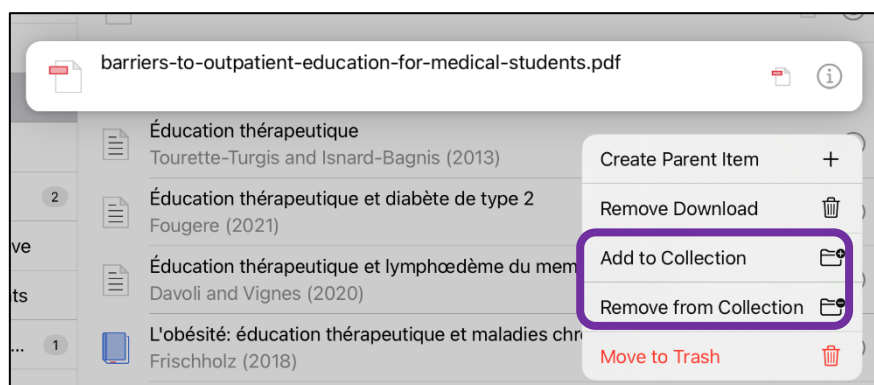 barriers-to-outpatient-education-for-medical-students.pdf
Éducation thérapeutique
Tourette-Turgis and Isnard-Bagnis (2013)
Create Parent Item
2
Éducation thérapeutique et diabète de type 2
Fougere (2021)
Remove Download
ve
Éducation thérapeutique et lymphœdème du mem
Davoli and Vignes (2020)
Add to Collection
ts
Remove from Collection
... 1
L'obésité: éducation thérapeutique et maladies chr
Frischholz (2018)
Move to Trash